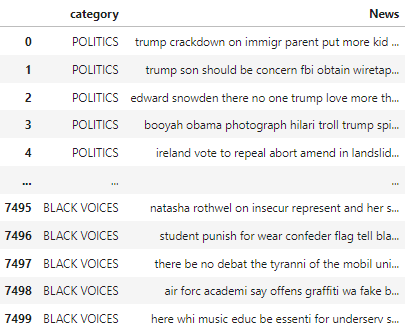 category News
0 POLITICS trump crackdown on immigr parent put more kid ...
1 POLITICS trump son should be concern fbi obtain wiretap...
2 POLITICS edward snowden there no one trump love more th...
3 POLITICS booyah obama photograph hilari troll trump spi...
4 POLITICS ireland vote to repeal abort amend in landslid...
... ... ...
7495 BLACK VOICES natasha rothwel on insecur represent and her s...
7496 BLACK VOICES student punish for wear confeder flag tell bla...
7497 BLACK VOICES there be no debat the tyranni of the mobil uni...
7498 BLACK VOICES air forc academi say offens graffiti wa fake b...
7499 BLACK VOICES here whi music educ be essenti for underserv s...